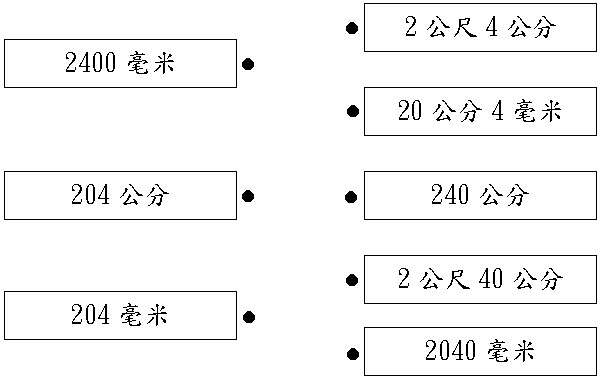 2400 毫米
204 公分
204 毫米
2 公尺 4 公分
20 公分 4 毫米
240 公分
2 公尺 40 公分
2040 毫米